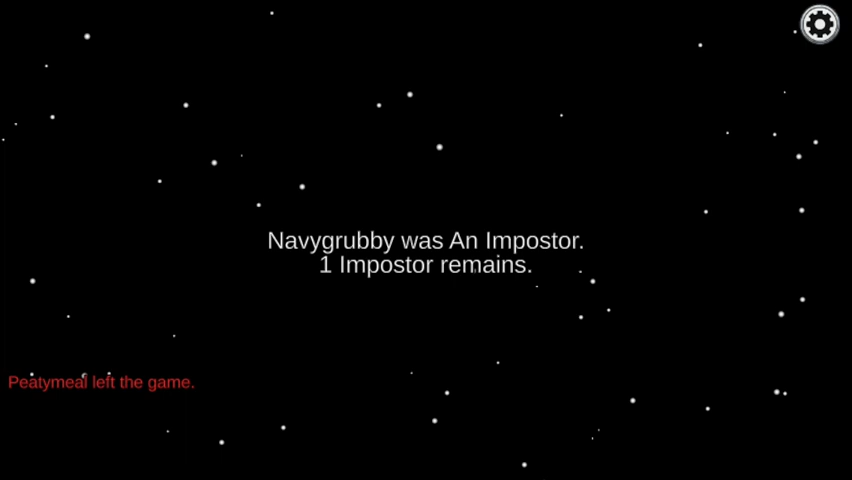 Navygrubby was An Impostor.
1 Impostor remains.
Peatymeal left the game.